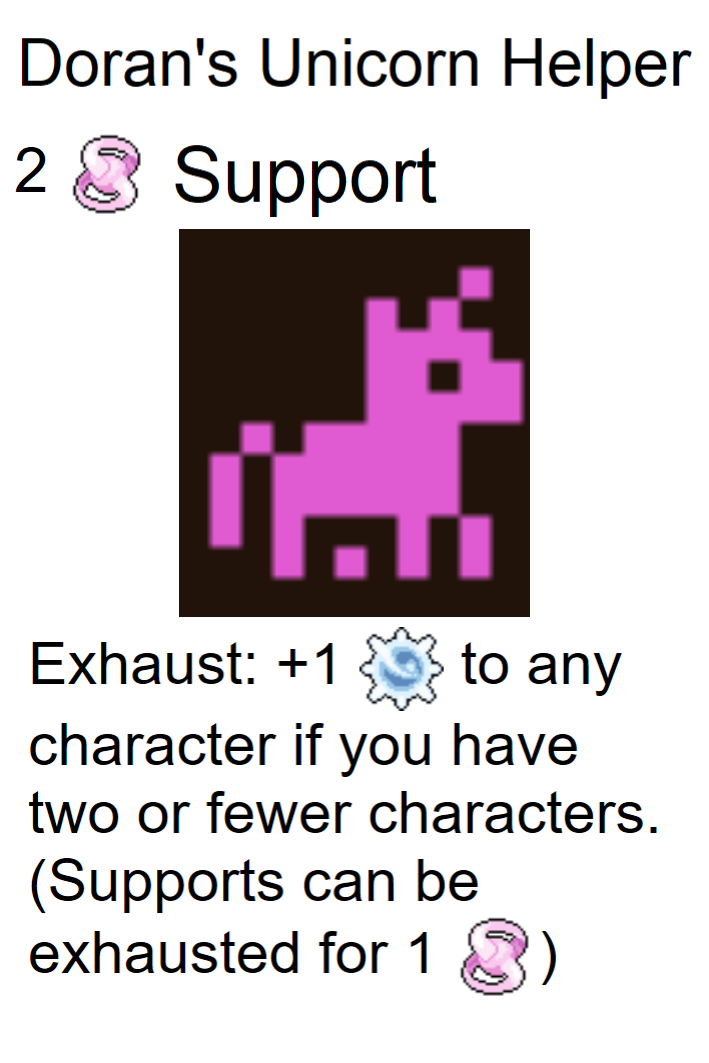 Doran's Unicorn Helper
2 Support
Exhaust: +1 to any
character if you have
two or fewer characters.
(Supports can be
exhausted for 1 )